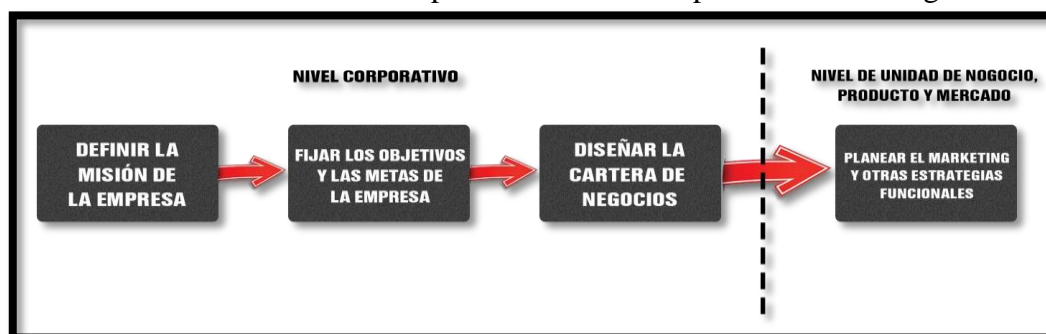 NIVEL CORPORATIVO
NIVEL DE UNIDAD DE NOGOCIO,
PRODUCTO Y MERCADO
DEFINIR LA
MISIÓN DE
LA EMPRESA
FIJAR LOS OBJETIVOS
Y LAS METAS DE
LA EMPRESA
DISEÑAR LA
CARTERA DE
NEGOCIOS
PLANEAR EL MARKETING
Y OTRAS ESTRATEGIAS
FUNCIONALES